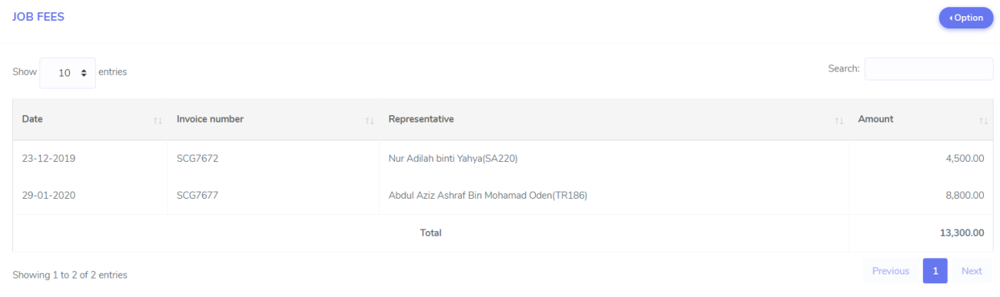 JOB FEES
Option
Show 10 entries
Search:
Date Invoice number Representative Amount
23-12-2019 SCG7672 Nur Adilah binti Yahya(SA220) 4,500.00
29-01-2020 SCG7677 Abdul Aziz Ashraf Bin Mohamad Oden(TR186) 8,800.00
Total 13,300.00
Showing 1 to 2 of 2 entries
Previous 1 Next